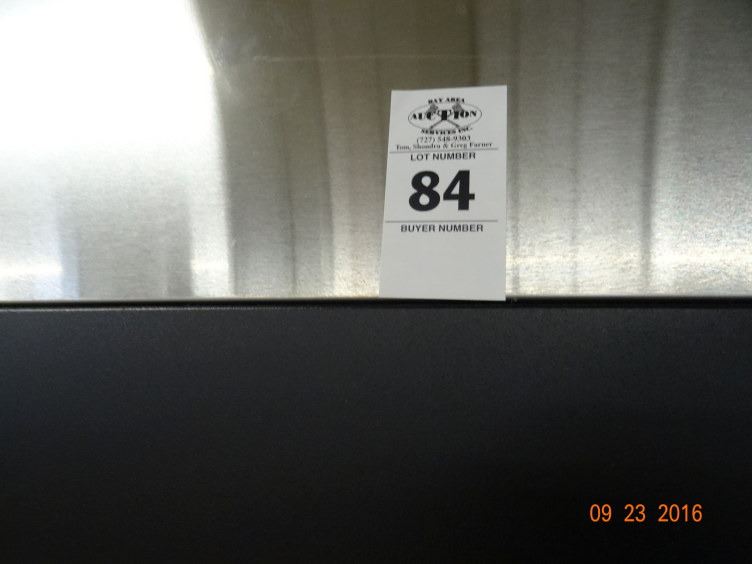 BAY AREA
AUCTION
SERVICES INC.
(727) 548-9303
Tom, Shondra & Greg Farner
LOT NUMBER
84
BUYER NUMBER
09 23 2016